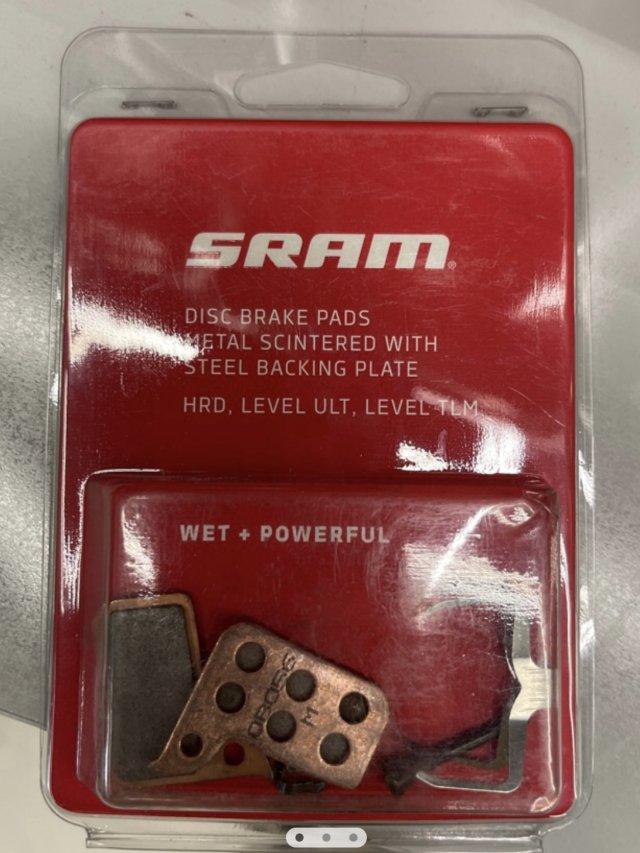 SRAM
DISC BRAKE PADS
METAL SCINTERED WITH
STEEL BACKING PLATE
HRD, LEVEL ULT, LEVEL TLM
WET + POWERFUL
M